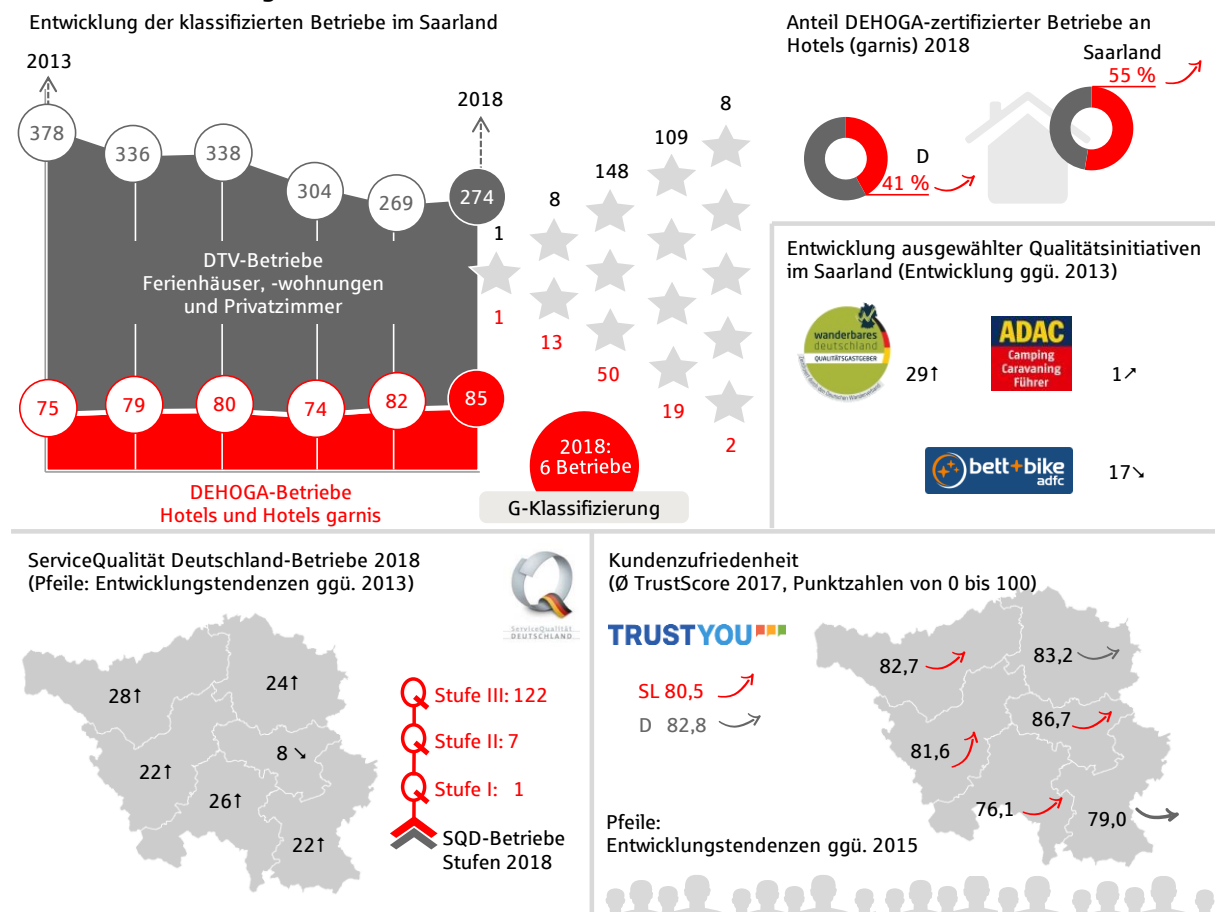 Entwicklung der klassifizierten Betriebe im Saarland
2013
378
336
338
304
269
2018
274
DTV-Betriebe
Ferienhäuser, -wohnungen
und Privatzimmer
75
79
80
74
82
85
DEHOGA-Betriebe
Hotels und Hotels garnis
1
8
148
109
8
1
13
50
19
2
2018:
6 Betriebe
G-Klassifizierung
Anteil DEHOGA-zertifizierter Betriebe an
Hotels (garnis) 2018
Saarland
55 %
D
41 %
Entwicklung ausgewählter Qualitätsinitiativen
im Saarland (Entwicklung ggü. 2013)
wanderbares
deutschland
QUALITÄTSGASTGEBER
29↑
ADAC
Camping
Caravaning
Führer
1↗
bett+bike
adfc
17↘
ServiceQualität Deutschland-Betriebe 2018
(Pfeile: Entwicklungstendenzen ggü. 2013)
ServiceQualität
DEUTSCHLAND
28↑
24↑
8 ↘
22↑
26↑
22↑
Stufe III: 122
Stufe II: 7
Stufe I: 1
SQD-Betriebe
Stufen 2018
Kundenzufriedenheit
(Ø TrustScore 2017, Punktzahlen von 0 bis 100)
TRUSTYOU
SL 80,5
D 82,8
82,7
83,2
86,7
81,6
76,1
79,0
Pfeile:
Entwicklungstendenzen ggü. 2015